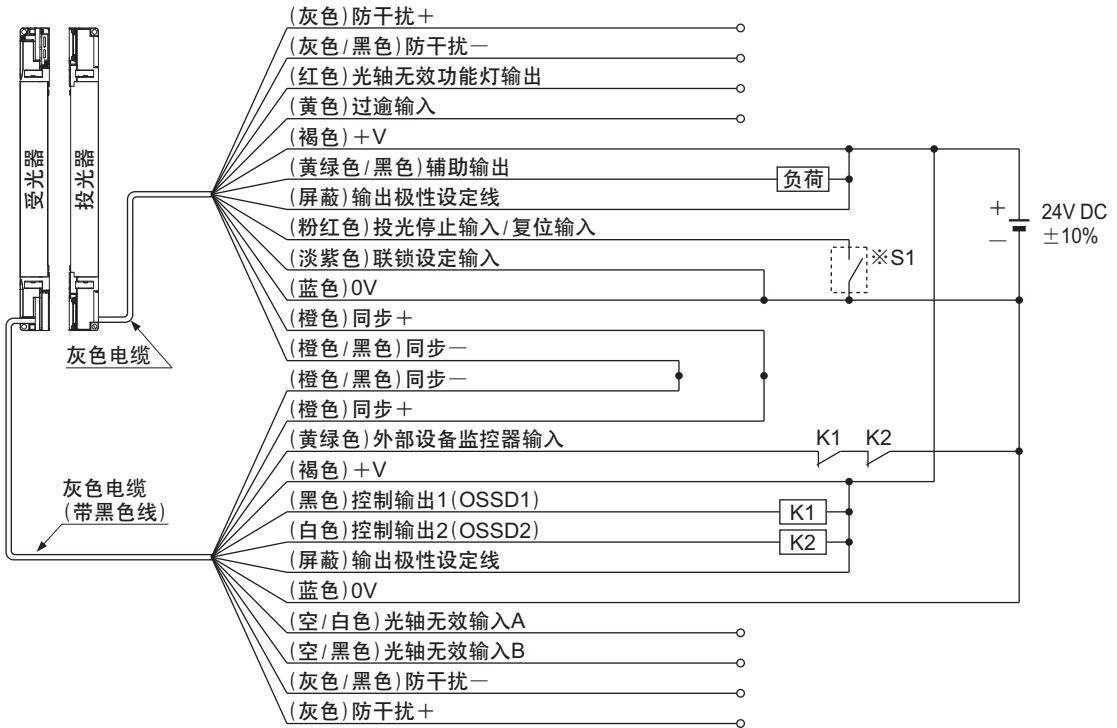 (灰色)防干扰＋
(灰色/黑色)防干扰－
(红色)光轴无效功能灯输出
(黄色)过逾输入
(褐色)＋V
(黄绿色/黑色)辅助输出
负荷
(屏蔽)输出极性设定线
(粉红色)投光停止输入/复位输入
※S1
(淡紫色)联锁设定输入
(蓝色)0V
(橙色)同步＋
(橙色/黑色)同步－
(橙色/黑色)同步－
(橙色)同步＋
(黄绿色)外部设备监控器输入
K1
K2
(褐色)＋V
(黑色)控制输出1(OSSD1)
K1
(白色)控制输出2(OSSD2)
K2
(屏蔽)输出极性设定线
(蓝色)0V
(空/白色)光轴无效输入A
(空/黑色)光轴无效输入B
(灰色/黑色)防干扰－
(灰色)防干扰＋
受光器
投光器
灰色电缆
灰色电缆
(带黑色线)
＋
－
24V DC
±10%